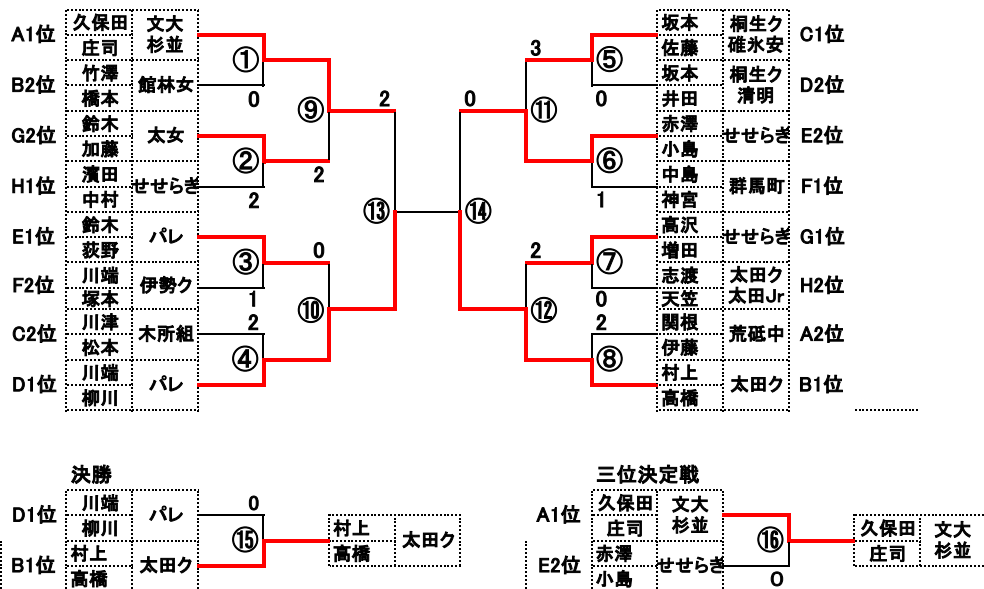 A1位 久保田 庄司 文大 杉並
B2位 竹澤 橋本 館林女
G2位 鈴木 加藤 太女
H1位 濱田 中村 せせらぎ
E1位 鈴木 荻野 パレ
F2位 川端 塚本 伊勢ク
C2位 川津 松本 木所組
D1位 川端 柳川 パレ
① 0
② 2
③ 1
2 ④
⑨ 2
0 ⑩
2 ⑬
0 ⑭
3 ⑪
2 ⑫
⑤ 0
⑥ 1
⑦ 0
2 ⑧
坂本 佐藤 桐生ク 碓氷安 C1位
坂本 井田 桐生ク 清明 D2位
赤澤 小島 せせらぎ E2位
中島 神宮 群馬町 F1位
高沢 増田 せせらぎ G1位
志渡 天笠 太田ク 太田Jr H2位
関根 伊藤 荒砥中 A2位
村上 高橋 太田ク B1位
決勝
D1位 川端 柳川 パレ 0
B1位 村上 高橋 太田ク ⑮
村上 高橋 太田ク
三位決定戦
A1位 久保田 庄司 文大 杉並 ⑯
E2位 赤澤 小島 せせらぎ 0
久保田 庄司 文大 杉並